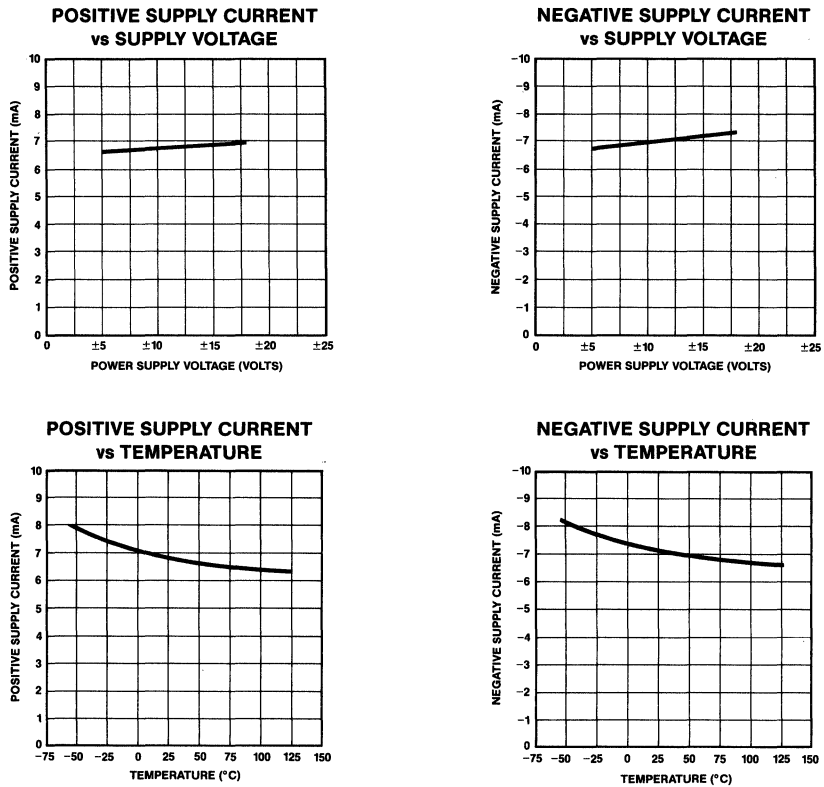 POSITIVE SUPPLY CURRENT
vs SUPPLY VOLTAGE
10
9
8
7
6
5
4
3
2
1
0
POSITIVE SUPPLY CURRENT (mA)
0 ±5 ±10 ±15 ±20 ±25
POWER SUPPLY VOLTAGE (VOLTS)
NEGATIVE SUPPLY CURRENT
vs SUPPLY VOLTAGE
−10
−9
−8
−7
−6
−5
−4
−3
−2
−1
0
NEGATIVE SUPPLY CURRENT (mA)
0 ±5 ±10 ±15 ±20 ±25
POWER SUPPLY VOLTAGE (VOLTS)
POSITIVE SUPPLY CURRENT
vs TEMPERATURE
10
9
8
7
6
5
4
3
2
1
0
POSITIVE SUPPLY CURRENT (mA)
−75 −50 −25 0 25 50 75 100 125 150
TEMPERATURE (°C)
NEGATIVE SUPPLY CURRENT
vs TEMPERATURE
−10
−9
−8
−7
−6
−5
−4
−3
−2
−1
0
NEGATIVE SUPPLY CURRENT (mA)
−75 −50 −25 0 25 50 75 100 125 150
TEMPERATURE (°C)